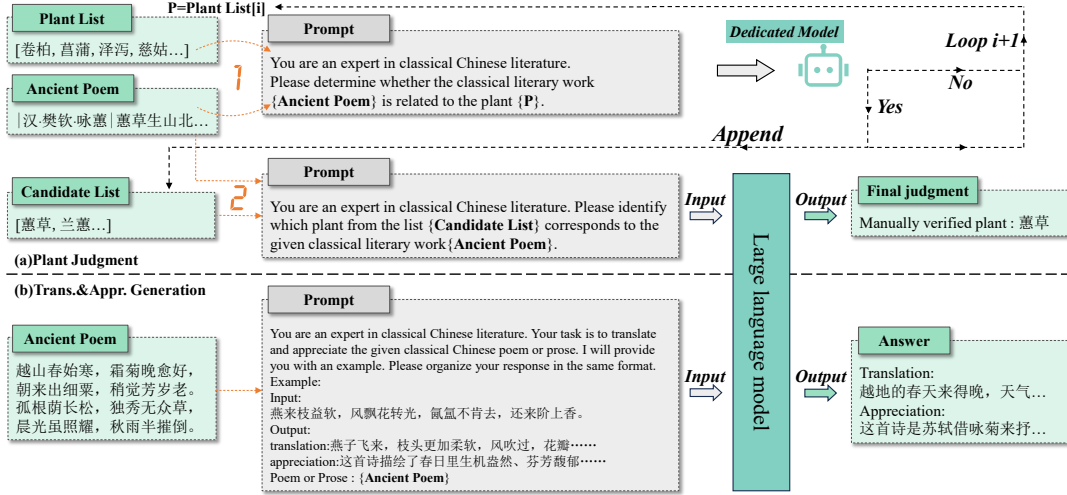 P=Plant List[i]
Plant List
[卷柏, 菖蒲, 泽泻, 慈姑…]
Ancient Poem
|汉·樊钦·咏蕙|蕙草生山北…
1
Prompt
You are an expert in classical Chinese literature.
Please determine whether the classical literary work
{Ancient Poem} is related to the plant {P}.
Dedicated Model
Loop i+1
No
Yes
Append
Candidate List
[蕙草, 兰蕙…]
2
Prompt
You are an expert in classical Chinese literature. Please identify
which plant from the list {Candidate List} corresponds to the
given classical literary work{Ancient Poem}.
Input
Large language model
Output
Final judgment
Manually verified plant : 蕙草
(a)Plant Judgment
(b)Trans.&Appr. Generation
Ancient Poem
越山春始寒，霜菊晚愈好，
朝来出细粟，稍觉芳岁老。
孤根荫长松，独秀无众草，
晨光虽照耀，秋雨半摧倒。
Prompt
You are an expert in classical Chinese literature. Your task is to translate
and appreciate the given classical Chinese poem or prose. I will provide
you with an example. Please organize your response in the same format.
Example:
Input:
燕来枝益软，风飘花转光，氤氲不肯去，还来阶上香。
Output:
translation:燕子飞来，枝头更加柔软，风吹过，花瓣……
appreciation:这首诗描绘了春日里生机盎然、芬芳馥郁……
Poem or Prose : {Ancient Poem}
Input
Output
Answer
Translation:
越地的春天来得晚，天气…
Appreciation:
这首诗是苏轼借咏菊来抒…